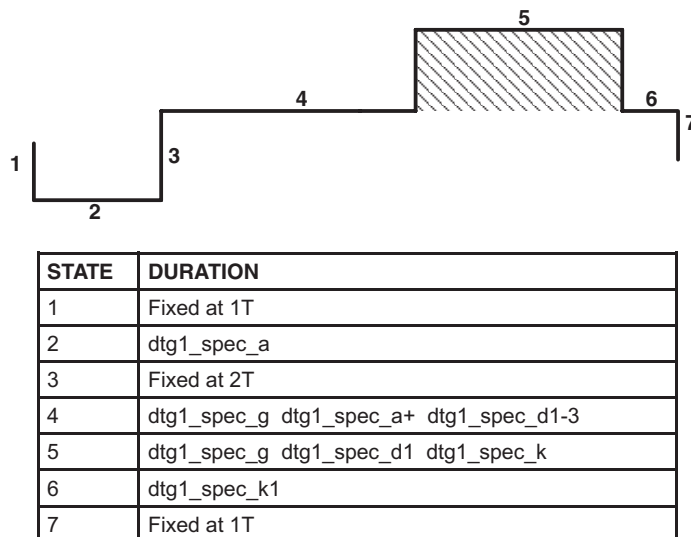 5
4
6
7
1
3
2
STATE DURATION
1 Fixed at 1T
2 dtg1_spec_a
3 Fixed at 2T
4 dtg1_spec_g dtg1_spec_a+ dtg1_spec_d1-3
5 dtg1_spec_g dtg1_spec_d1 dtg1_spec_k
6 dtg1_spec_k1
7 Fixed at 1T